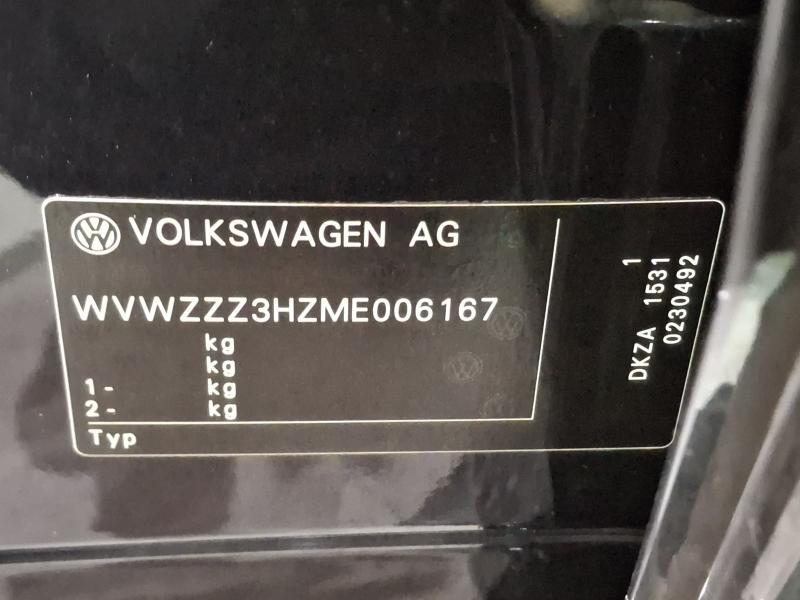 VOLKSWAGEN AG
WVWZZZ3HZME006167
kg
kg
1- kg
2- kg
Typ
1
DKZA 1531
0230492